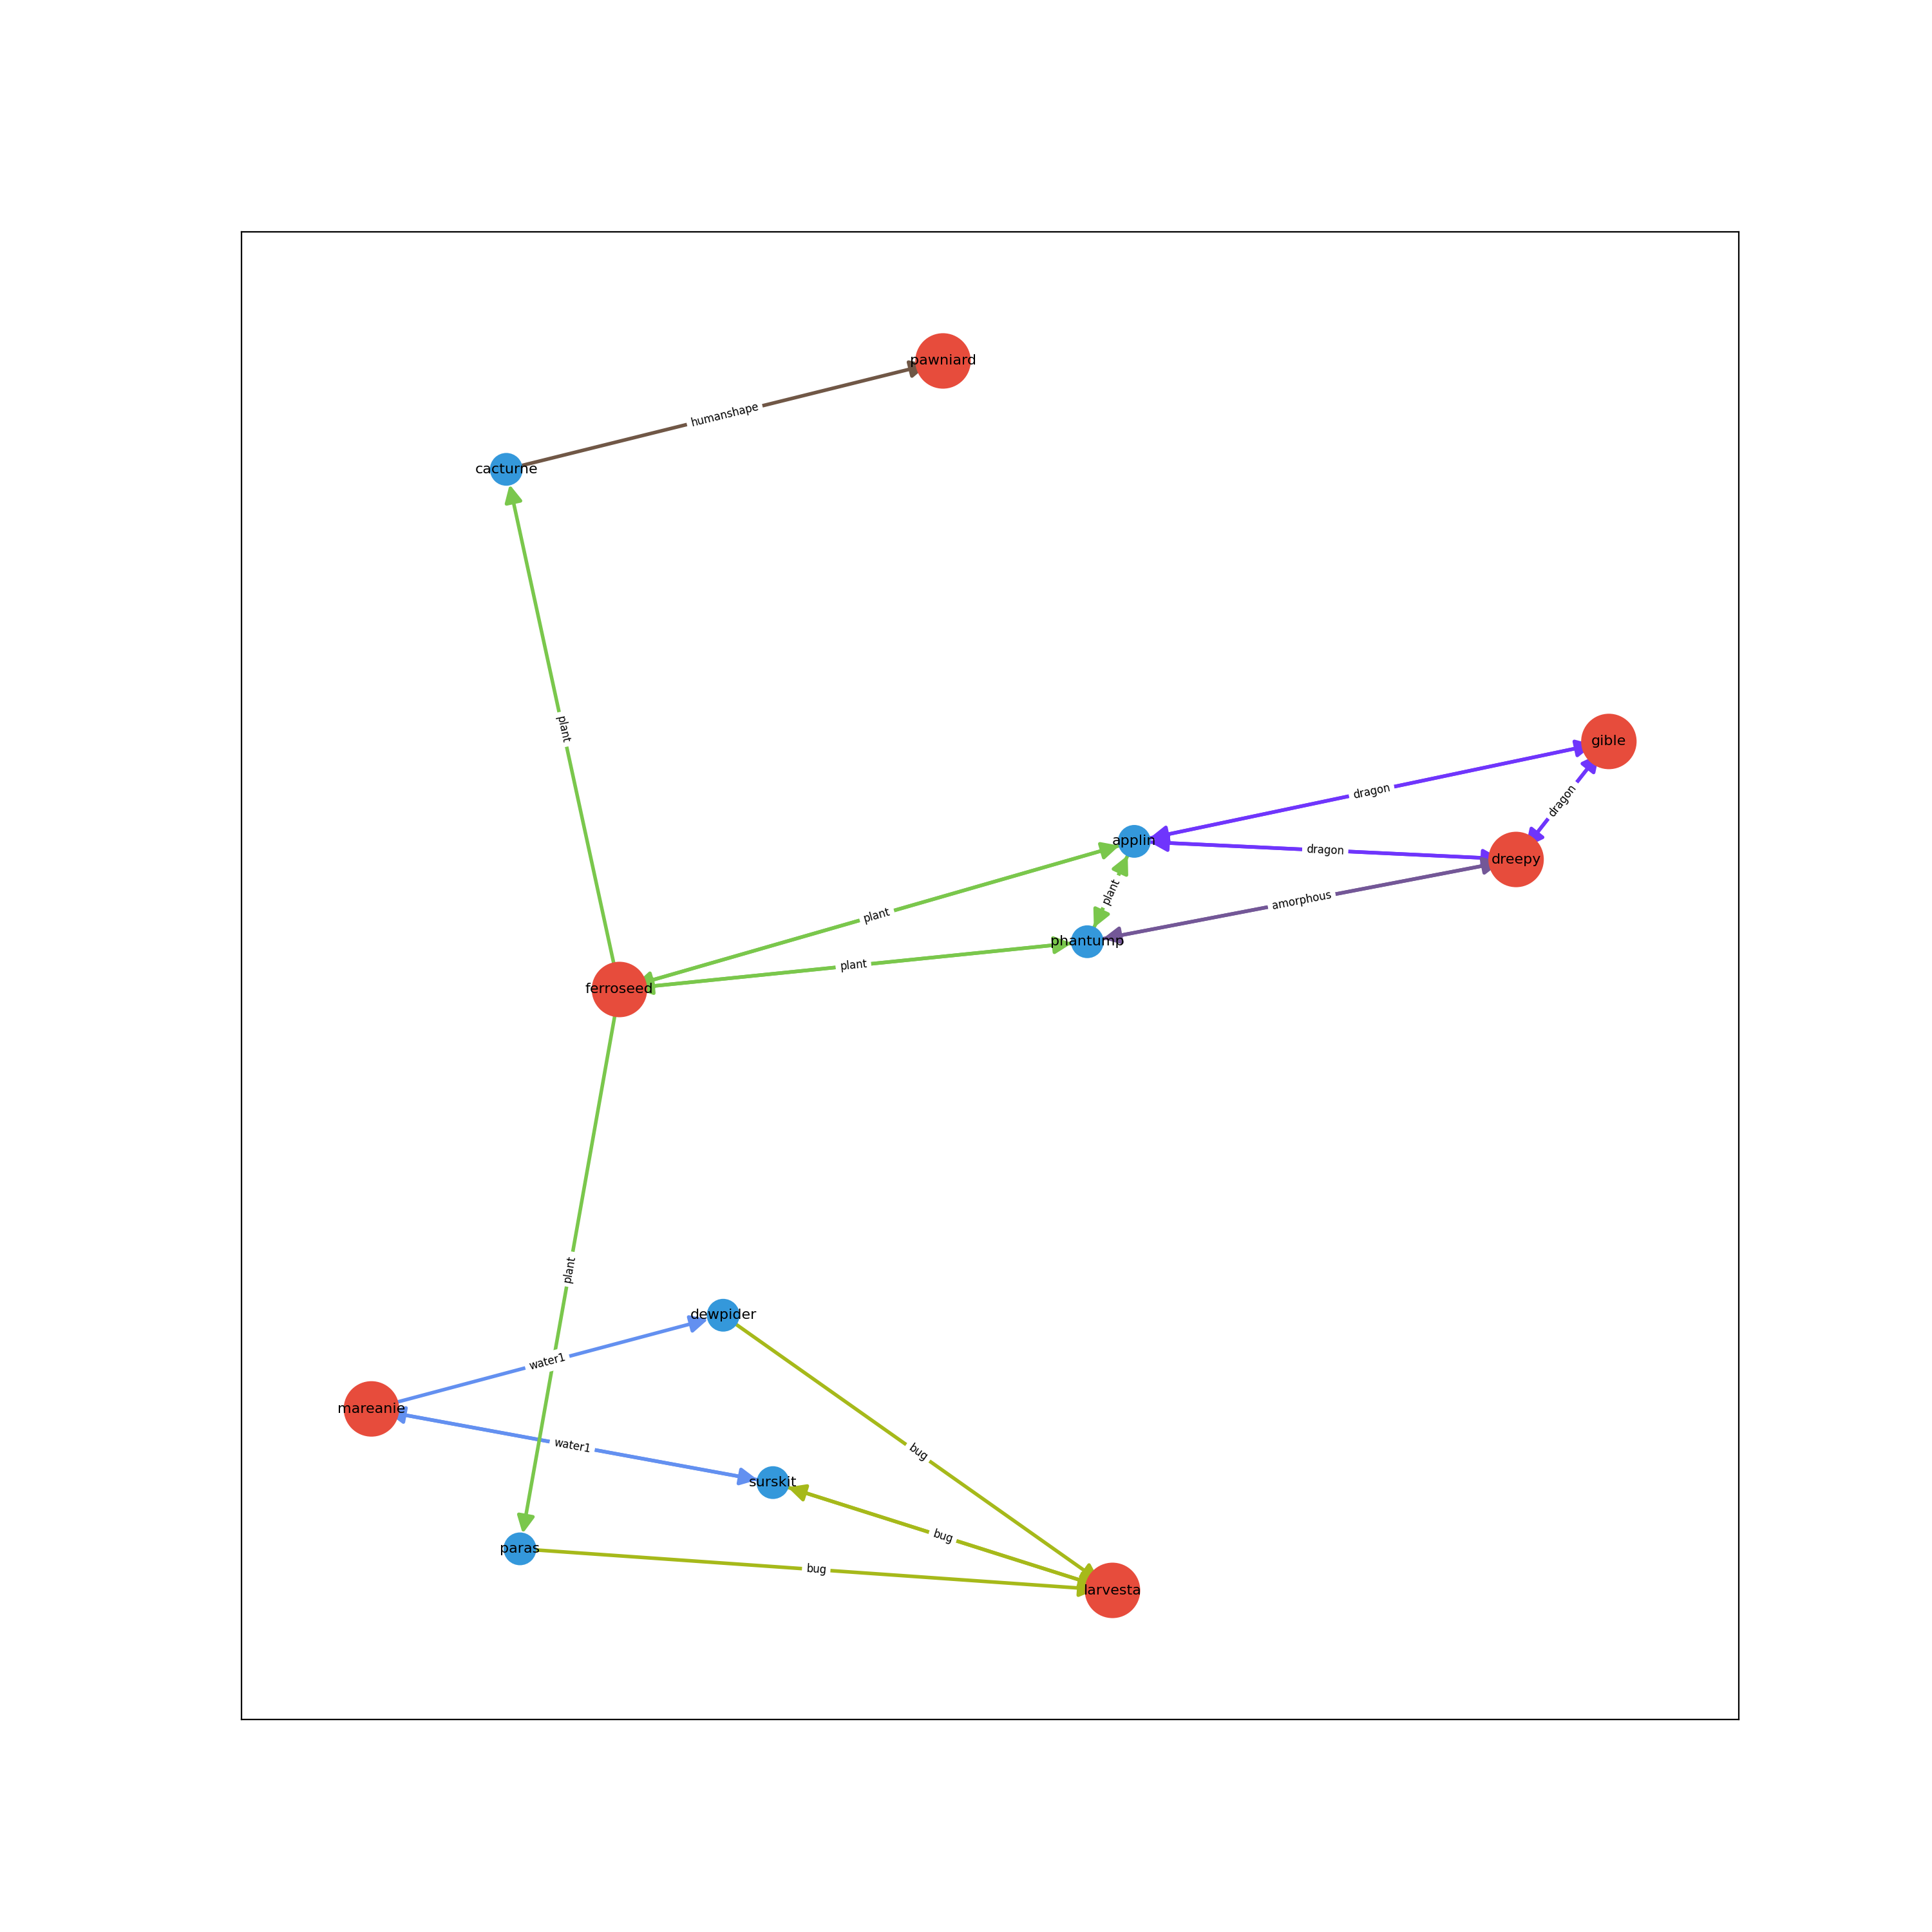 pawniard
humanshape
cacturne
plant
gible
dragon
dragon
applin
dragon
dreepy
plant
amorphous
plant
phantump
plant
ferroseed
plant
dewpider
water1
mareanie
water1
bug
surskit
bug
paras
bug
larvesta